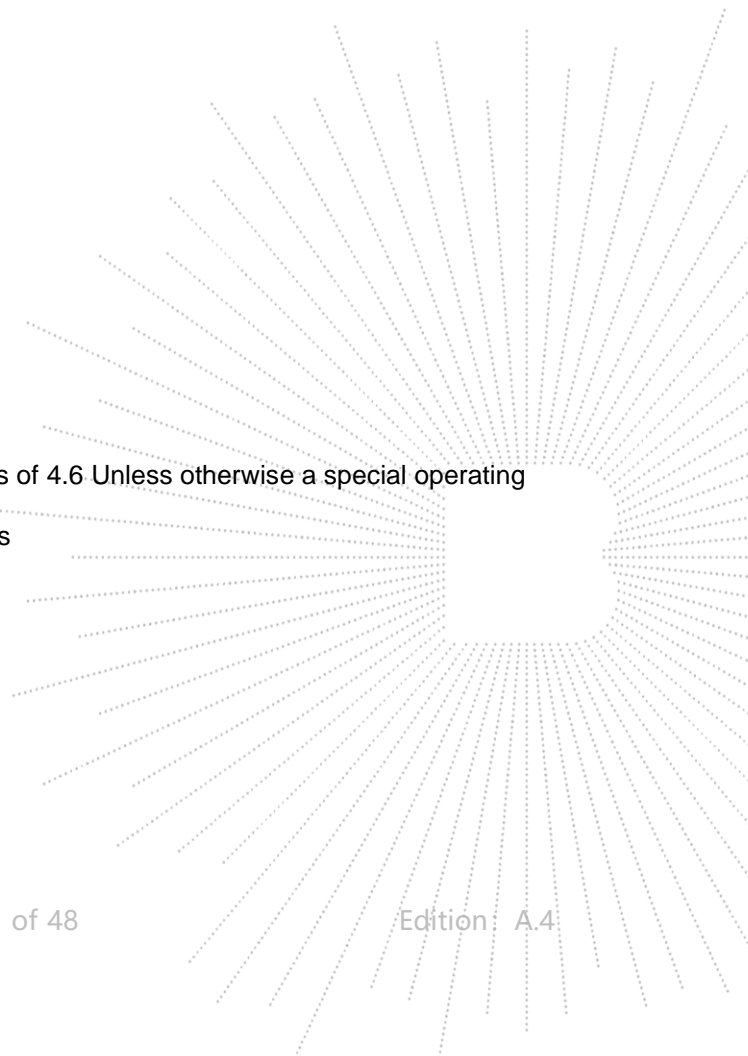 s of 4.6 Unless otherwise a special operating
s
of 48 Edition: A.4